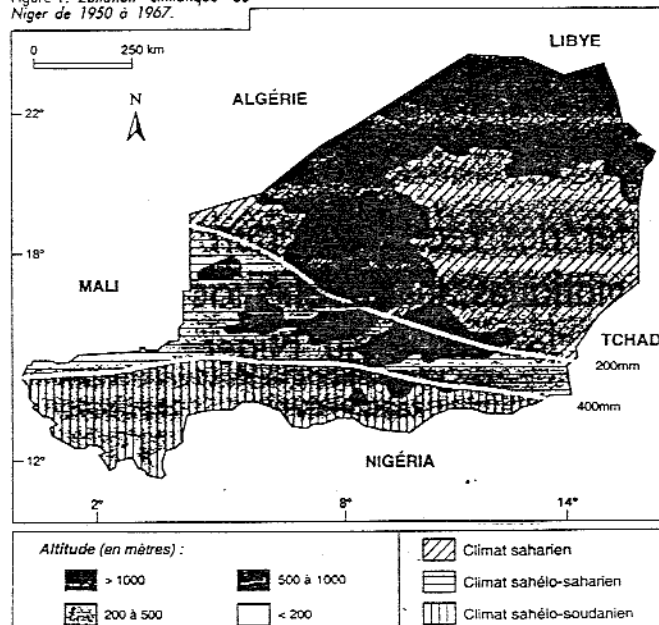 Niger de 1950 à 1967.
0 250 km
LIBYE
ALGÉRIE
22°
N
18°
MALI
TCHAD
200mm
400mm
12°
NIGÉRIA
2° 8° 14°
Altitude (en mètres) :
> 1000
500 à 1000
200 à 500
< 200
Climat saharien
Climat sahélo-saharien
Climat sahélo-soudanien